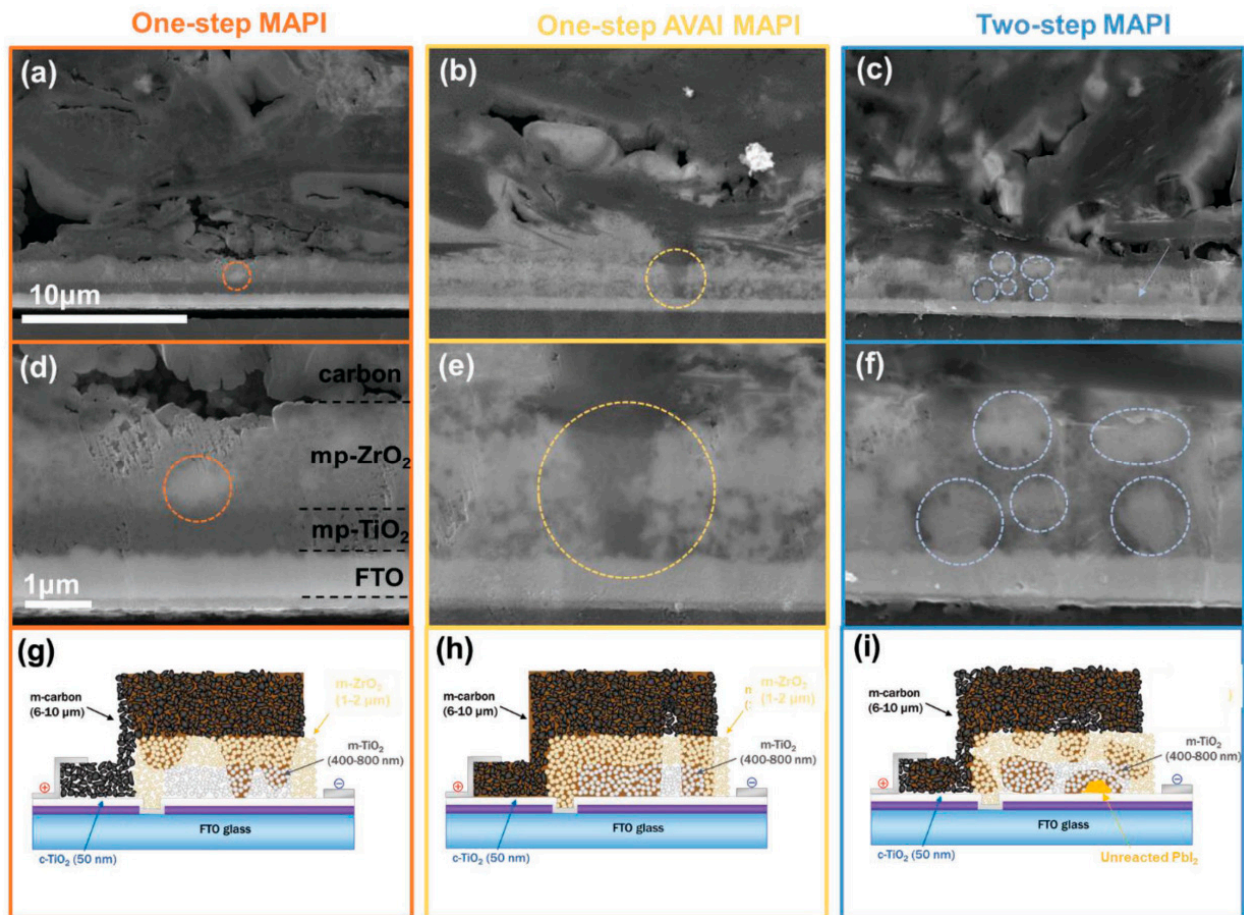 One-step MAPI
One-step AVAI MAPI
Two-step MAPI
(a)
10μm
(b)
(c)
(d)
carbon
mp-ZrO₂
mp-TiO₂
FTO
1μm
(e)
(f)
(g)
m-carbon
(6-10 μm)
m-ZrO₂
(1-2 μm)
m-TiO₂
(400-800 nm)
FTO glass
c-TiO₂ (50 nm)
(h)
m-carbon
(6-10 μm)
m-ZrO₂
(1-2 μm)
m-TiO₂
(400-800 nm)
FTO glass
c-TiO₂ (50 nm)
(i)
m-carbon
(6-10 μm)
m-TiO₂
(400-800 nm)
FTO glass
c-TiO₂ (50 nm)
Unreacted PbI₂